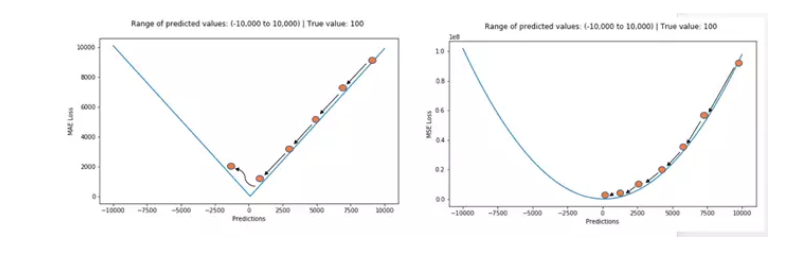 Range of predicted values: (-10,000 to 10,000) | True value: 100
10000
8000
6000
4000
2000
0
MAE Loss
−10000 −7500 −5000 −2500 0 2500 5000 7500 10000
Predictions
Range of predicted values: (-10,000 to 10,000) | True value: 100
1e8
1.0
0.8
0.6
0.4
0.2
0.0
MSE Loss
−10000 −7500 −5000 −2500 0 2500 5000 7500 10000
Predictions